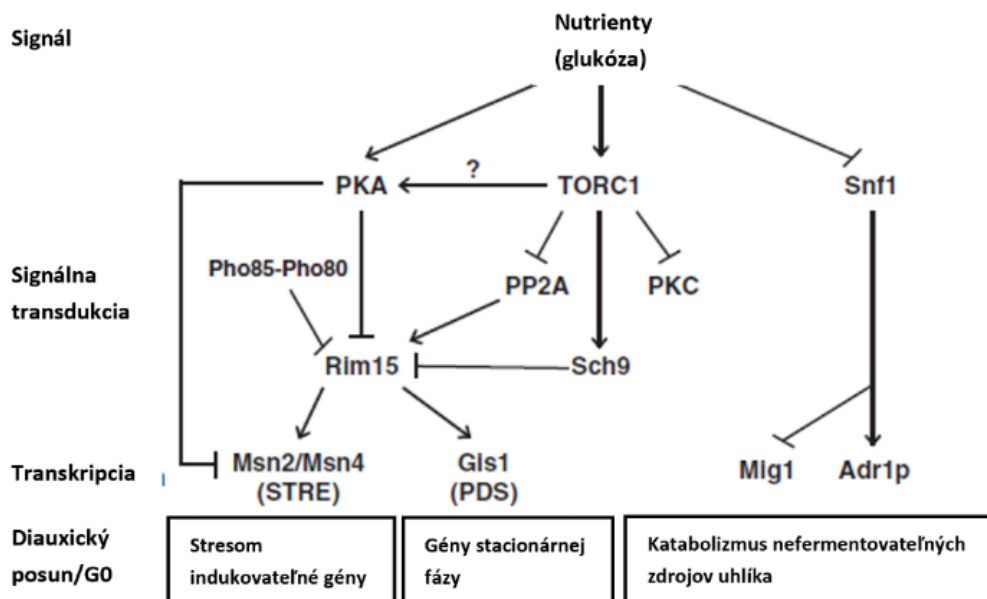 Signál
Nutrienty
(glukóza)
?
PKA
TORC1
Snf1
Signálna
transdukcia
Pho85-Pho80
PP2A
PKC
Rim15
Sch9
Transkripcia
Msn2/Msn4
(STRE)
Gis1
(PDS)
Mig1
Adr1p
Diauxický
posun/G0
Stresom
indukovateľné gény
Gény stacionárnej
fázy
Katabolizmus nefermentovateľných
zdrojov uhlíka